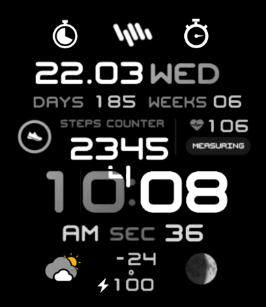 22.03 WED
DAYS 185 WEEKS 06
STEPS COUNTER
106
2345
MEASURING
10:08
AM SEC 36
-24
100